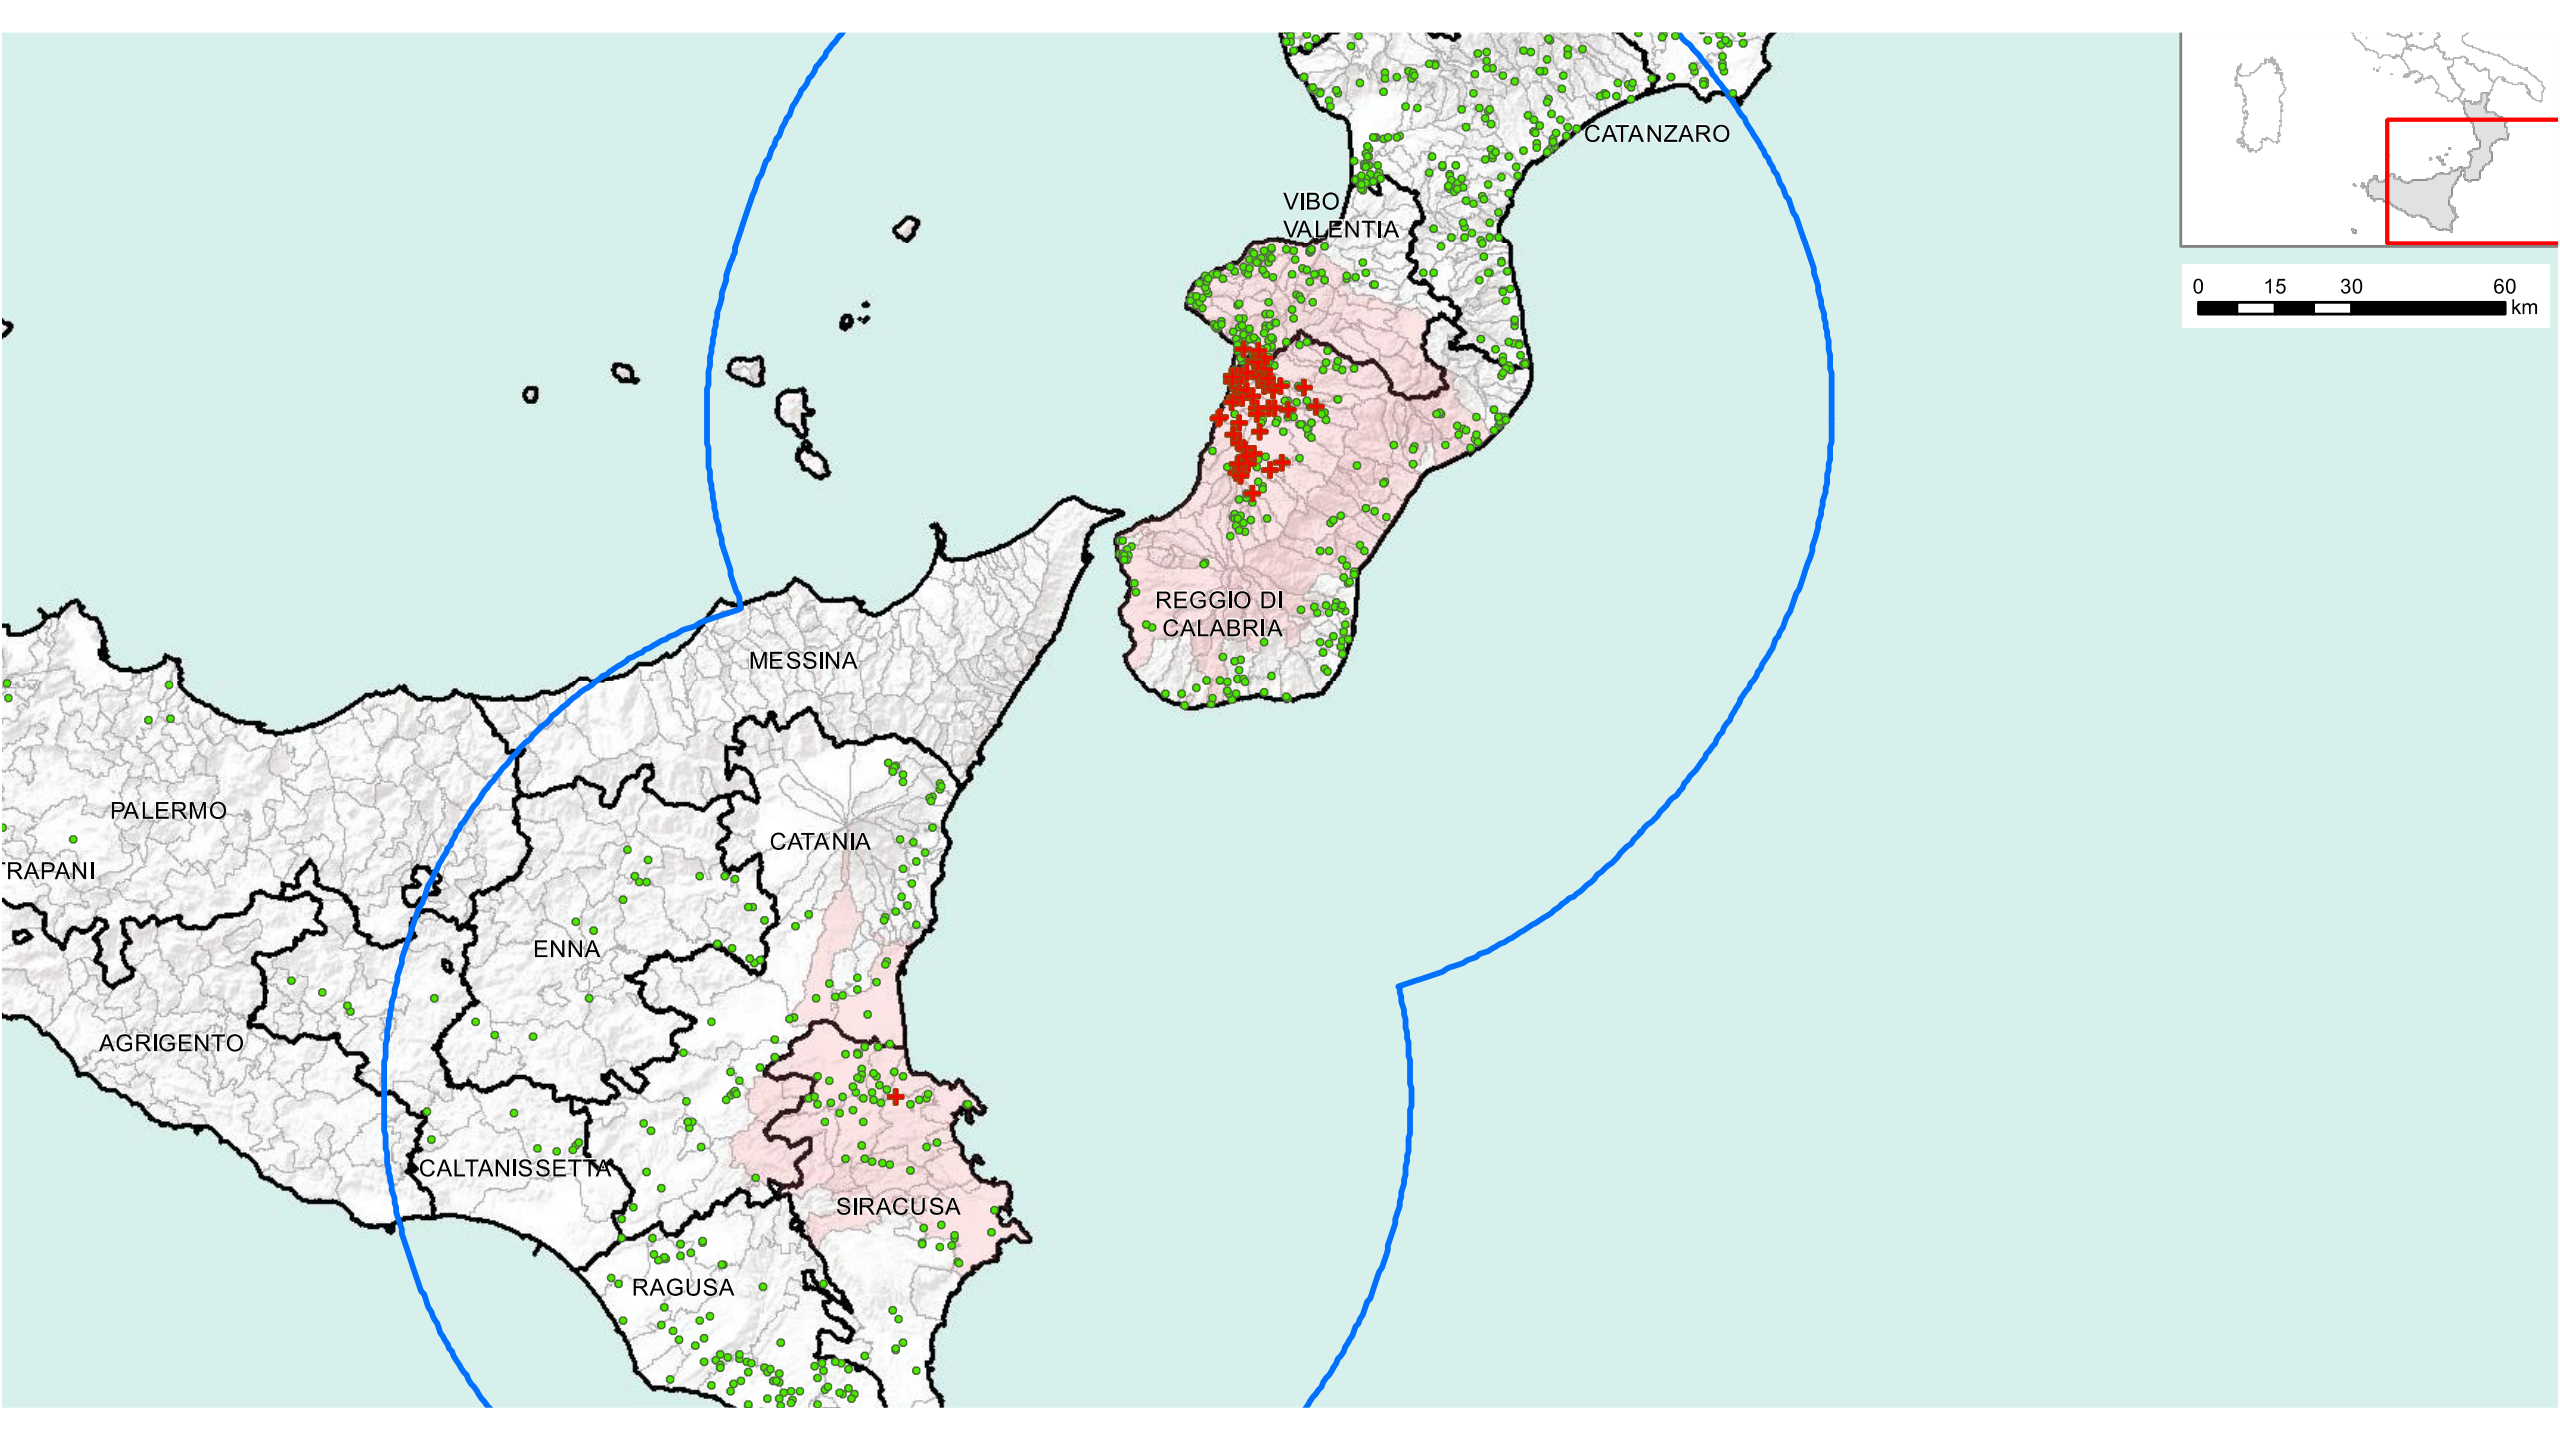 CATANZARO
VIBO
VALENTIA
0 15 30 60
km
REGGIO DI
CALABRIA
MESSINA
PALERMO
CATANIA
TRAPANI
ENNA
AGRIGENTO
CALTANISSETTA
SIRACUSA
RAGUSA